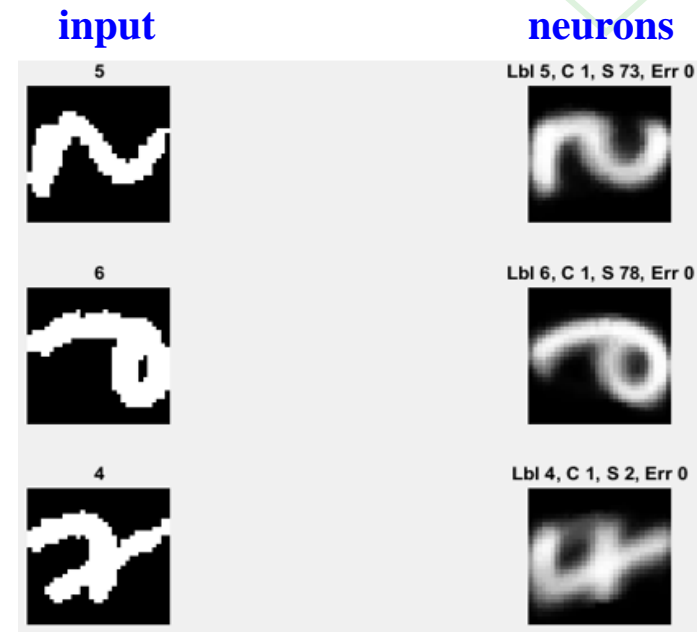 input neurons
5 Lbl 5, C 1, S 73, Err 0
6 Lbl 6, C 1, S 78, Err 0
4 Lbl 4, C 1, S 2, Err 0